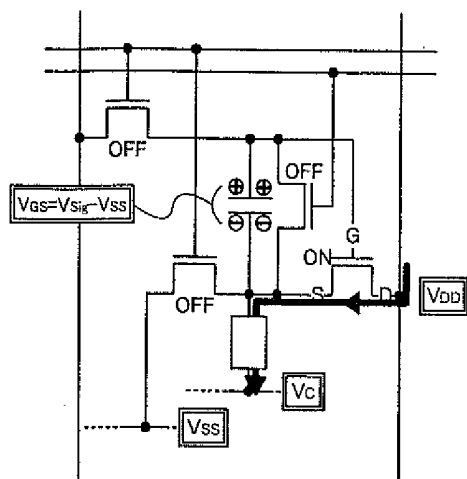 OFF
OFF
VGS=VSig-VSS
⊕ ⊕
⊖ ⊖
G
ON
OFF
S
D
VDD
VC
VSS